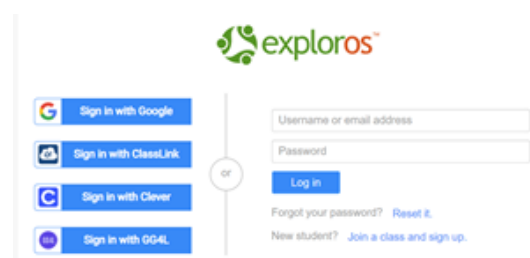 exploros™
Sign in with Google
Sign in with ClassLink
Sign in with Clever
Sign in with GG4L
or
Username or email address
Password
Log in
Forgot your password? Reset it.
New student? Join a class and sign up.